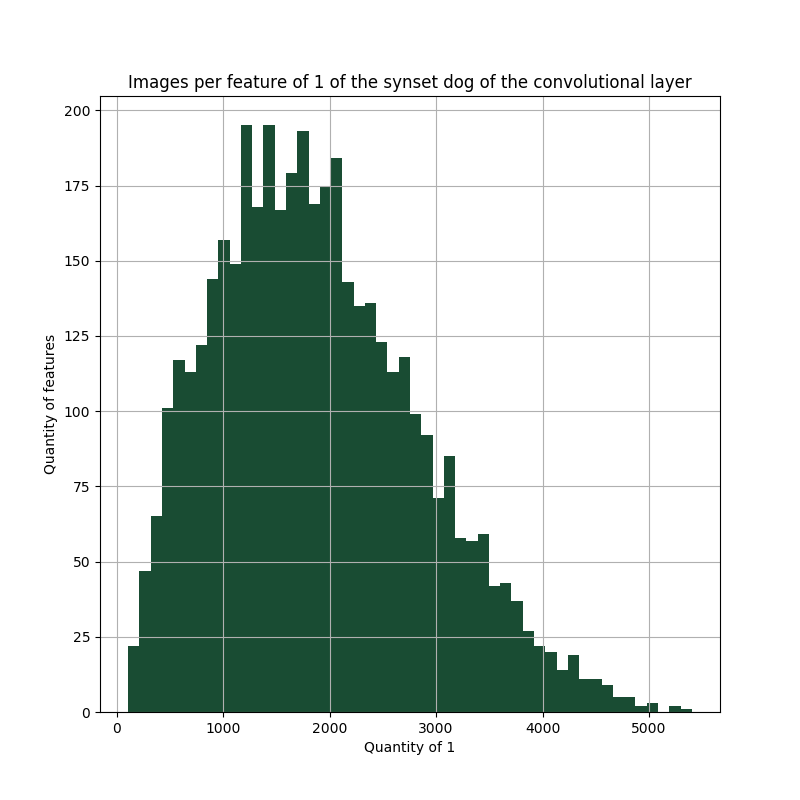 Images per feature of 1 of the synset dog of the convolutional layer
200
175
150
125
100
75
50
25
0
Quantity of features
0 1000 2000 3000 4000 5000
Quantity of 1